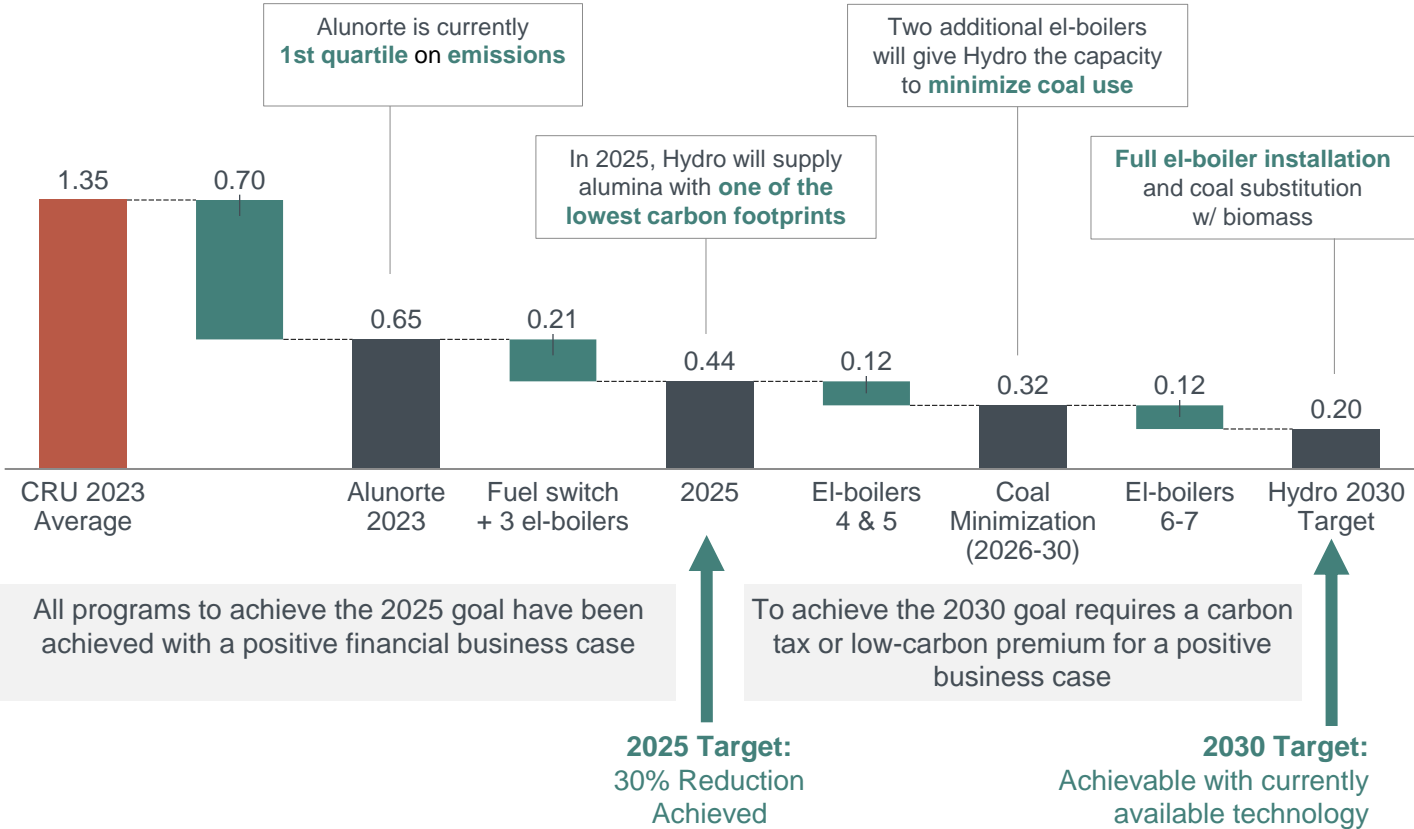 Alunorte is currently
1st quartile on emissions
Two additional el-boilers
will give Hydro the capacity
to minimize coal use
In 2025, Hydro will supply
alumina with one of the
lowest carbon footprints
Full el-boiler installation
and coal substitution
w/ biomass
1.35
0.70
0.65
0.21
0.44
0.12
0.32
0.12
0.20
CRU 2023
Average
Alunorte
2023
Fuel switch
+ 3 el-boilers
2025
El-boilers
4 & 5
Coal
Minimization
(2026-30)
El-boilers
6-7
Hydro 2030
Target
All programs to achieve the 2025 goal have been
achieved with a positive financial business case
To achieve the 2030 goal requires a carbon
tax or low-carbon premium for a positive
business case
2025 Target:
30% Reduction
Achieved
2030 Target:
Achievable with currently
available technology